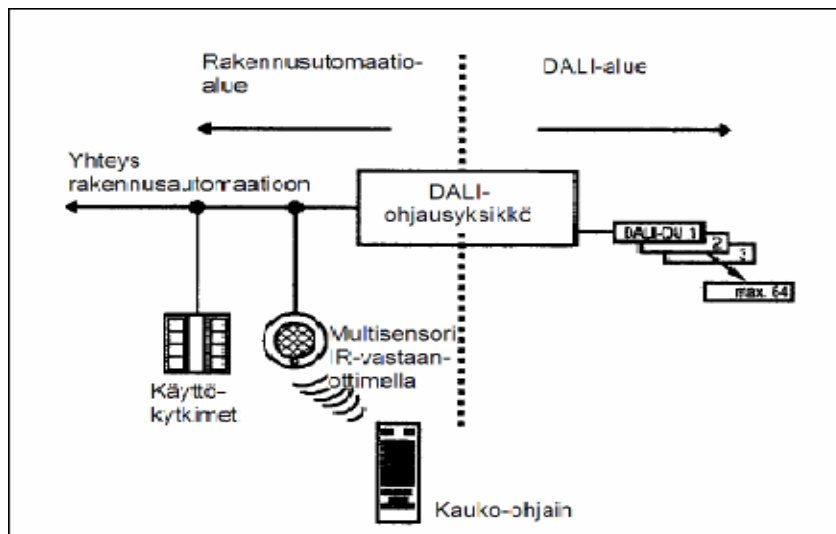 Rakennusutomaatio-
alue
DALI-alue
Yhteys
rakennusautomaatioon
DALI-
ohjausyksikkö
DALI-DU 1
2
3
max. 64
Multisensori
IR-vastaan-
ottimella
Käyttö-
kytkimet
Kauko-ohjain